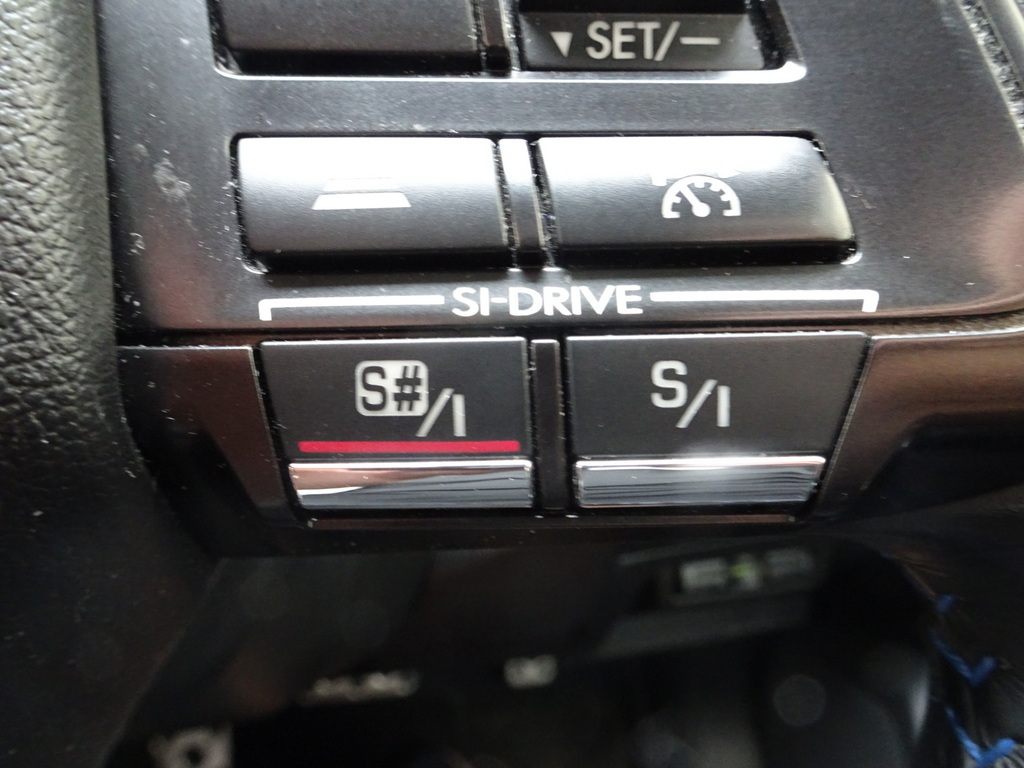 ▼ SET/—
SI-DRIVE
S#/I S/I